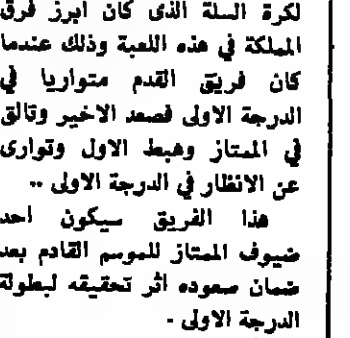 لكرة السلة الذى كان ابرز فرق
المملكة في هذه اللعبة وذلك عندما
كان فريق القدم متواريا في
الدرجة الاولى فصعد الاخير وتالق
في الممتاز وهبط الاول وتوارى
عن الانظار في الدرجة الاولى ..
هذا الفريق سيكون احد
ضيوف الممتاز للموسم القادم بعد
ضمان صعوده اثر تحقيقه لبطولة
الدرجة الاولى .